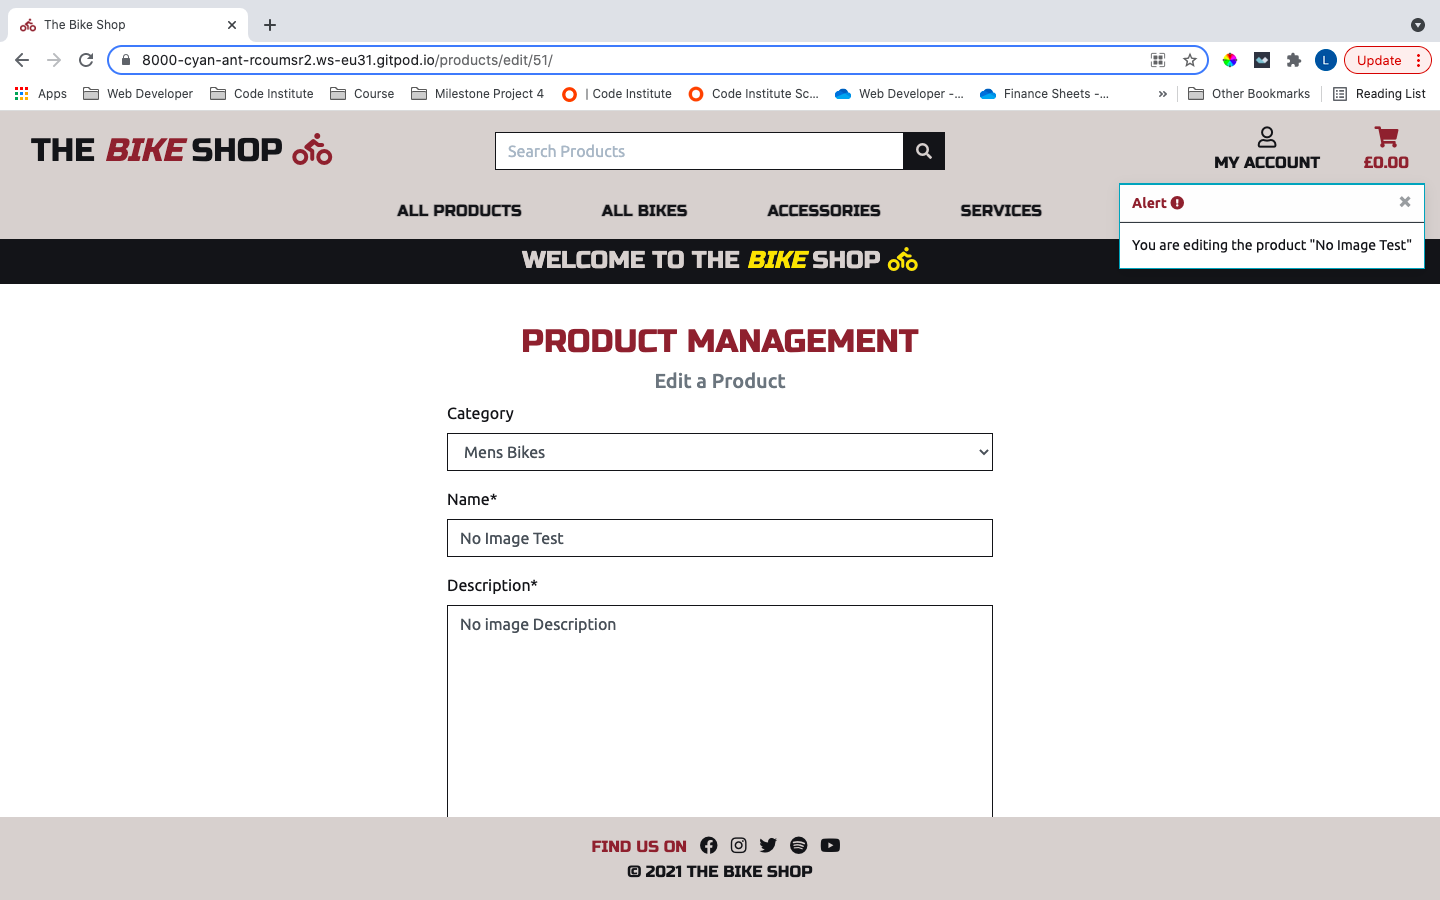 The Bike Shop
8000-cyan-ant-rcoumsr2.ws-eu31.gitpod.io/products/edit/51/
L
Update
Apps Web Developer Code Institute Course Milestone Project 4 | Code Institute Code Institute Sc... Web Developer -... Finance Sheets -... » Other Bookmarks Reading List
THE BIKE SHOP
Search Products
MY ACCOUNT
£0.00
ALL PRODUCTS ALL BIKES ACCESSORIES SERVICES
Alert
You are editing the product "No Image Test"
WELCOME TO THE BIKE SHOP
PRODUCT MANAGEMENT
Edit a Product
Category
Mens Bikes
Name*
No Image Test
Description*
No image Description
FIND US ON
© 2021 THE BIKE SHOP